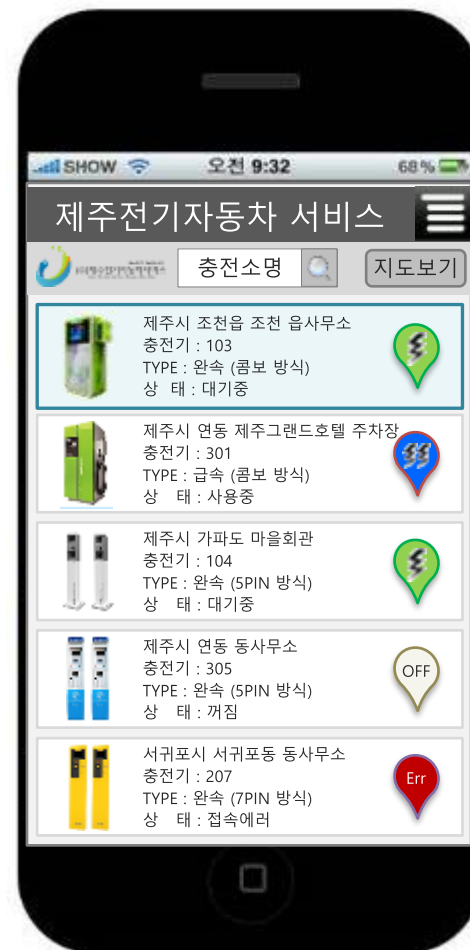 SHOW 오전 9:32 68%
제주전기자동차 서비스
충전소명 지도보기
제주시 조천읍 조천 읍사무소
충전기 : 103
TYPE : 완속 (콤보 방식)
상 태 : 대기중
제주시 연동 제주그랜드호텔 주차장
충전기 : 301
TYPE : 급속 (콤보 방식)
상 태 : 사용중
제주시 가파도 마을회관
충전기 : 104
TYPE : 완속 (5PIN 방식)
상 태 : 대기중
제주시 연동 동사무소
충전기 : 305
TYPE : 완속 (5PIN 방식)
상 태 : 꺼짐
OFF
서귀포시 서귀포동 동사무소
충전기 : 207
TYPE : 완속 (7PIN 방식)
상 태 : 접속에러
Err